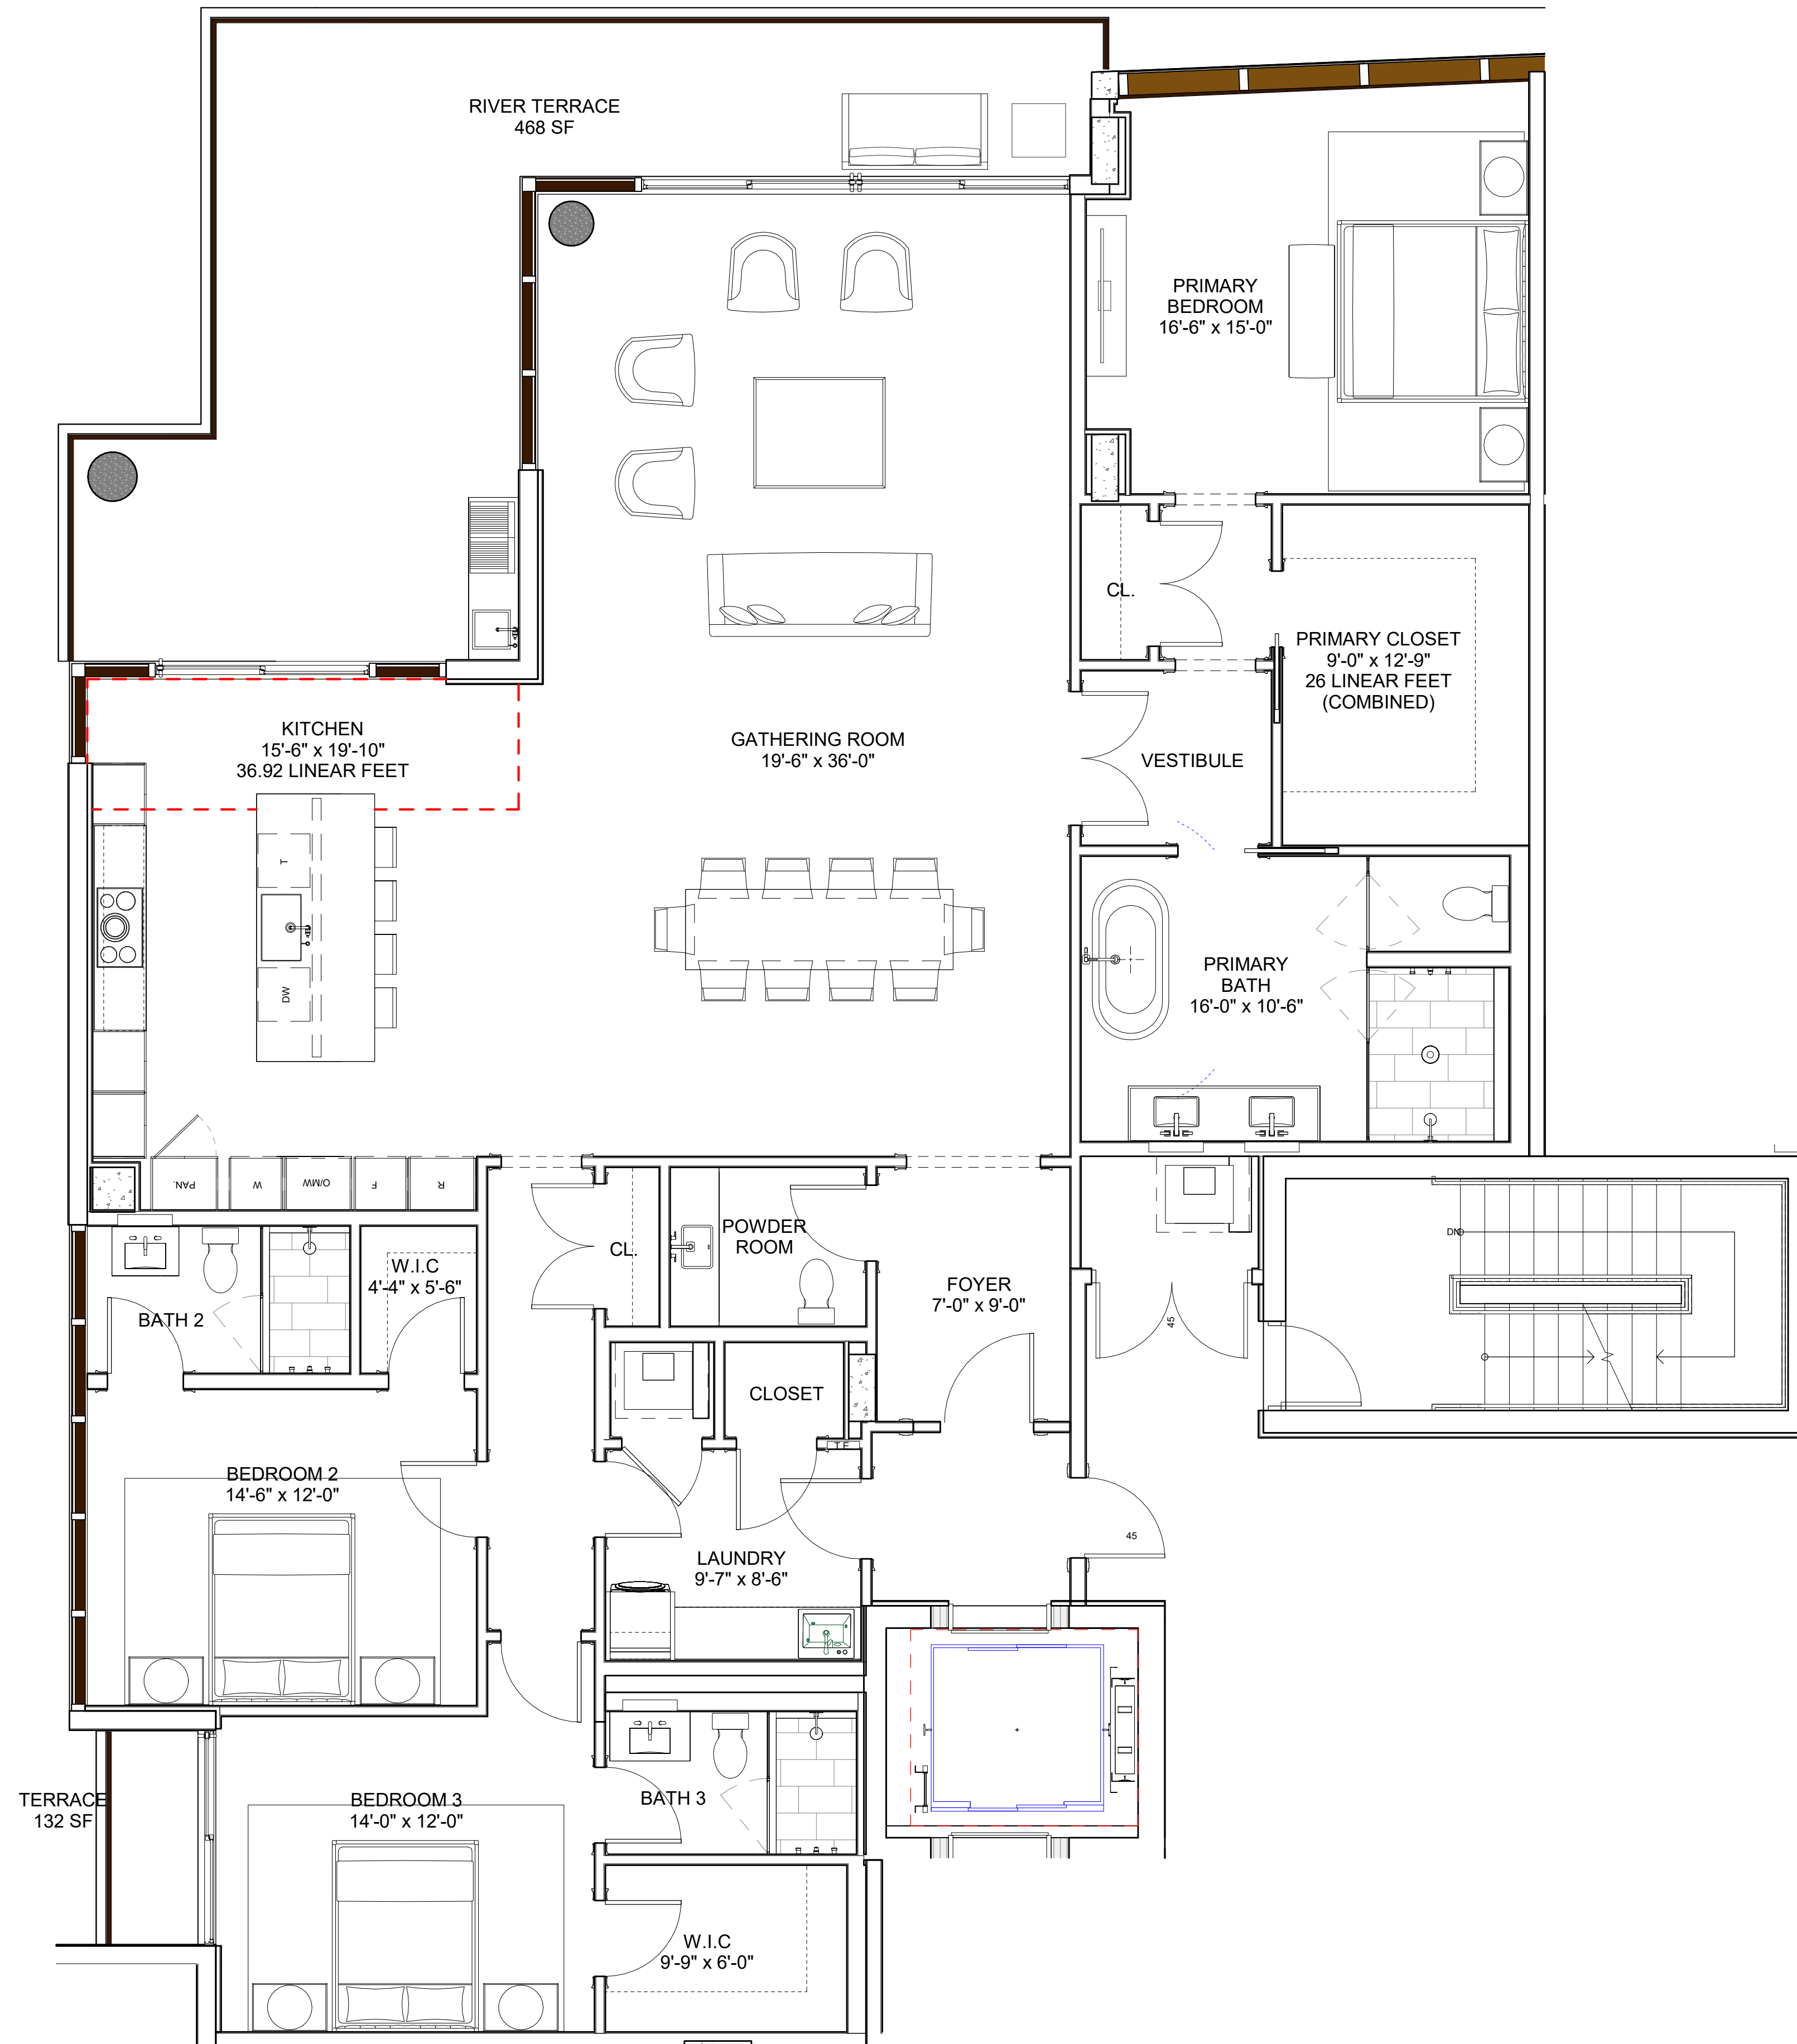 RIVER TERRACE
468 SF
PRIMARY
BEDROOM
16'-6" x 15'-0"
CL.
PRIMARY CLOSET
9'-0" x 12'-9"
26 LINEAR FEET
(COMBINED)
KITCHEN
15'-6" x 19'-10"
36.92 LINEAR FEET
GATHERING ROOM
19'-6" x 36'-0"
VESTIBULE
T
DW
PRIMARY
BATH
16'-0" x 10'-6"
PAN.
W
O/MW
F
R
CL.
POWDER
ROOM
DN
W.I.C
4'-4" x 5'-6"
BATH 2
FOYER
7'-0" x 9'-0"
45
CLOSET
BEDROOM 2
14'-6" x 12'-0"
45
LAUNDRY
9'-7" x 8'-6"
TERRACE
132 SF
BEDROOM 3
14'-0" x 12'-0"
BATH 3
W.I.C
9'-9" x 6'-0"